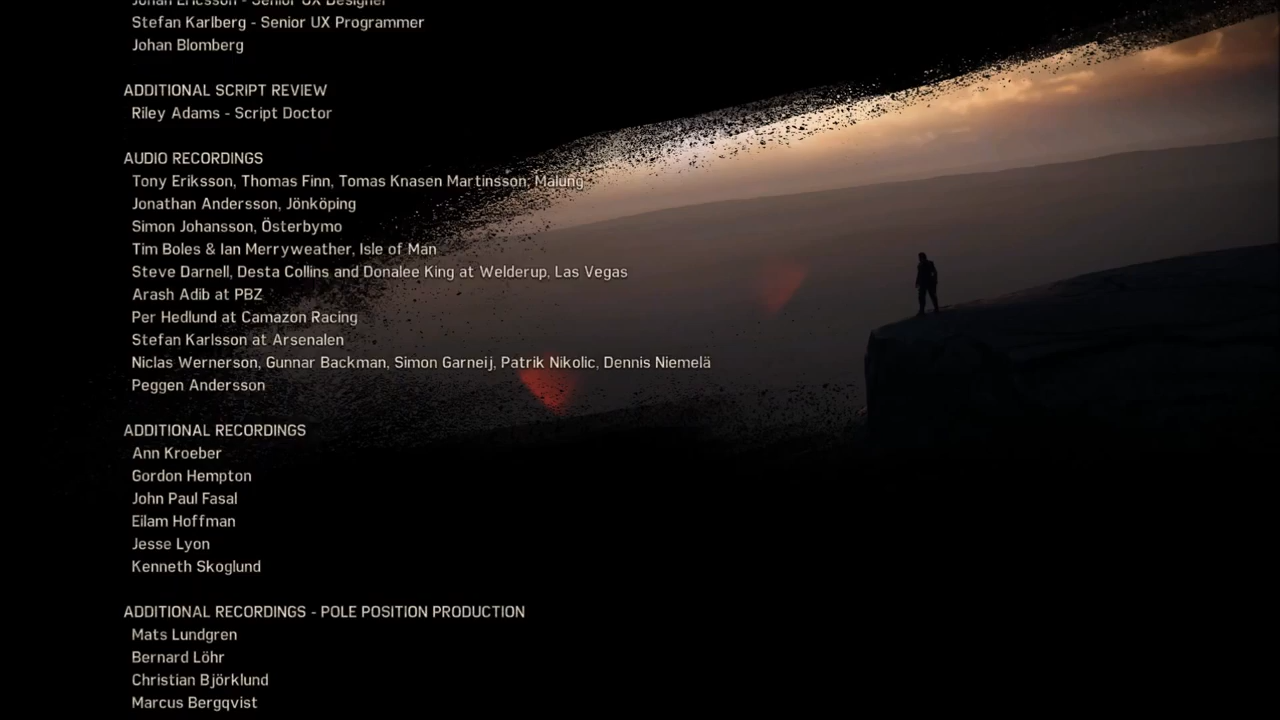 Johan Ericsson - Senior UX Designer
Stefan Karlberg - Senior UX Programmer
Johan Blomberg
ADDITIONAL SCRIPT REVIEW
Riley Adams - Script Doctor
AUDIO RECORDINGS
Tony Eriksson, Thomas Finn, Tomas Knasen Martinsson, Malung
Jonathan Andersson, Jönköping
Simon Johansson, Österbymo
Tim Boles & Ian Merryweather, Isle of Man
Steve Darnell, Desta Collins and Donalee King at Welderup, Las Vegas
Arash Adib at PBZ
Per Hedlund at Camazon Racing
Stefan Karlsson at Arsenalen
Niclas Wernerson, Gunnar Backman, Simon Garneij, Patrik Nikolic, Dennis Niemelä
Peggen Andersson
ADDITIONAL RECORDINGS
Ann Kroeber
Gordon Hempton
John Paul Fasal
Eilam Hoffman
Jesse Lyon
Kenneth Skoglund
ADDITIONAL RECORDINGS - POLE POSITION PRODUCTION
Mats Lundgren
Bernard Löhr
Christian Björklund
Marcus Bergqvist